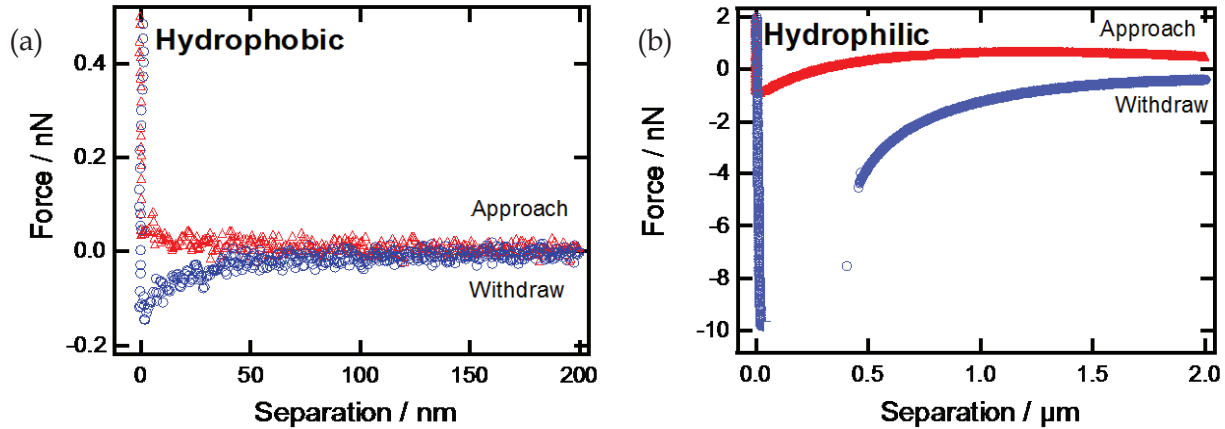 (a)
Hydrophobic
0.4
0.2
0.0
-0.2
Force / nN
Approach
Withdraw
0
50
100
150
200
Separation / nm
(b)
Hydrophilic
2
0
-2
-4
-6
-8
-10
Force / nN
Approach
Withdraw
0.0
0.5
1.0
1.5
2.0
Separation / µm